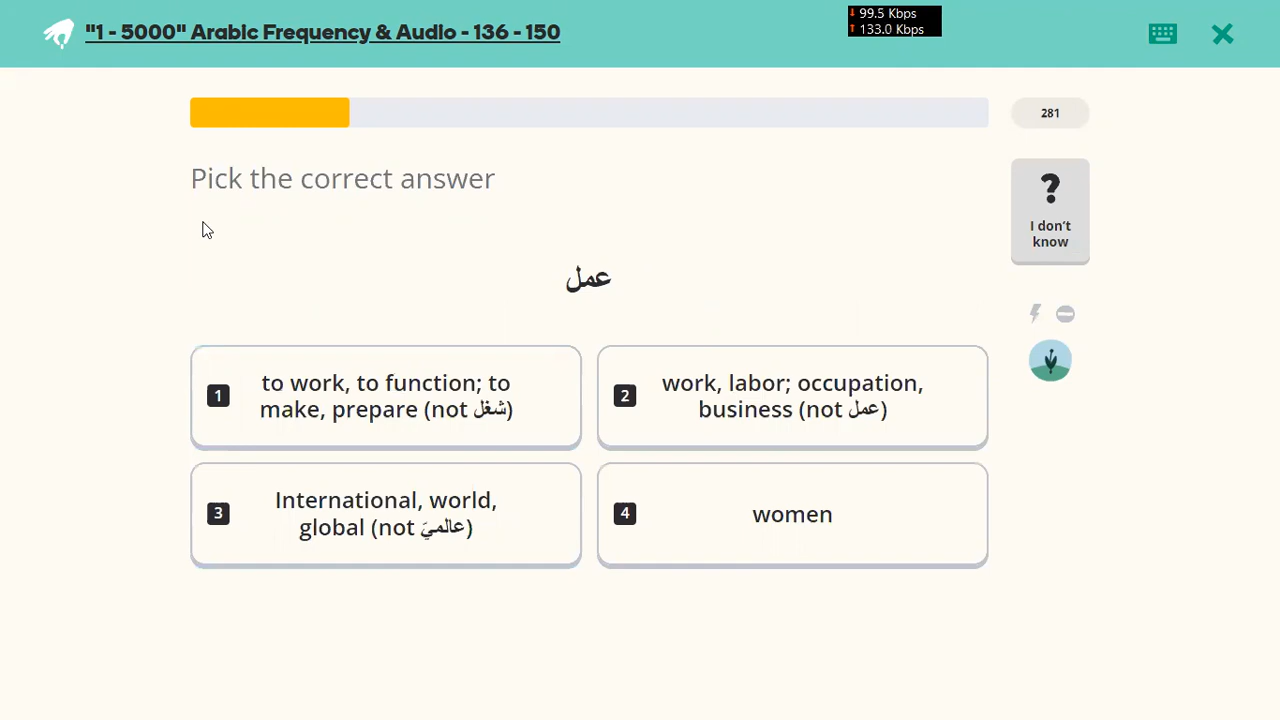 "1 - 5000" Arabic Frequency & Audio - 136 - 150
99.5 Kbps
133.0 Kbps
281
Pick the correct answer
?
I don't
know
عمل
1
to work, to function; to
make, prepare (not شغل)
2
work, labor; occupation,
business (not عمل)
3
International, world,
global (not عالميّ)
4
women